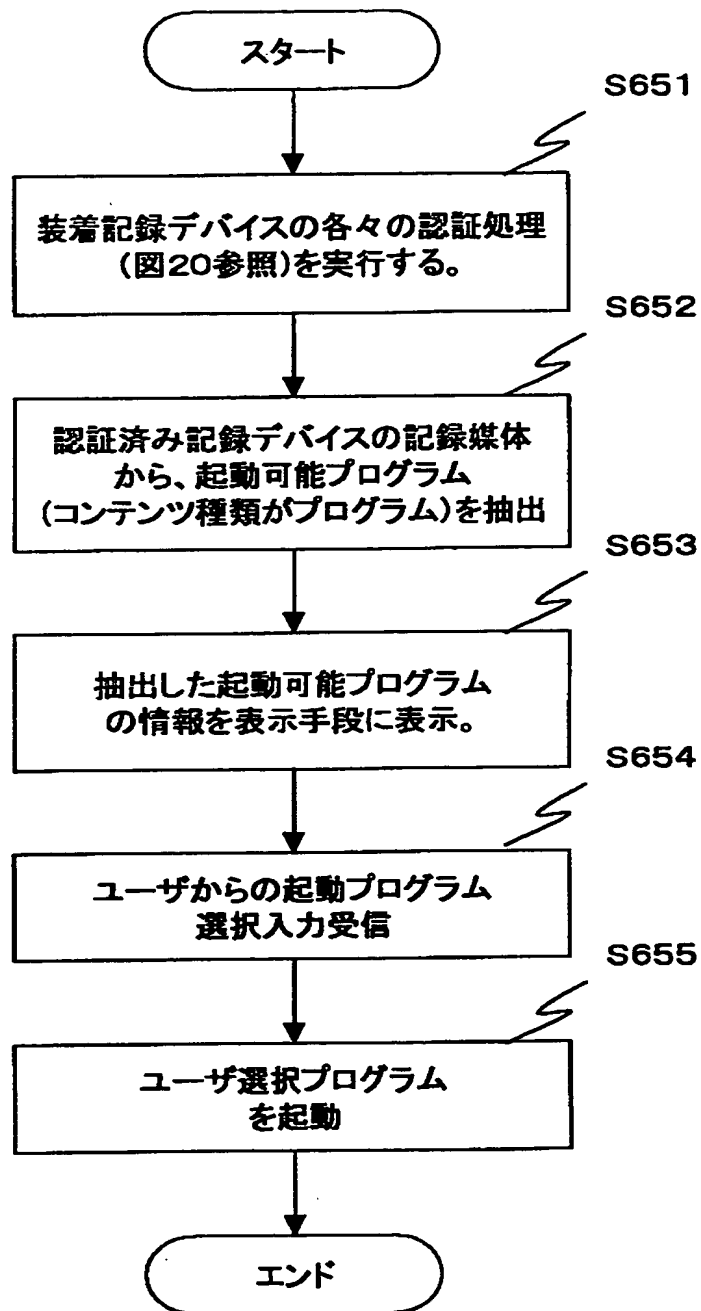 スタート
S651
装着記録デバイスの各々の認証処理
(図20参照)を実行する。
S652
認証済み記録デバイスの記録媒体
から、起動可能プログラム
(コンテンツ種類がプログラム)を抽出
S653
抽出した起動可能プログラム
の情報を表示手段に表示。
S654
ユーザからの起動プログラム
選択入力受信
S655
ユーザ選択プログラム
を起動
エンド